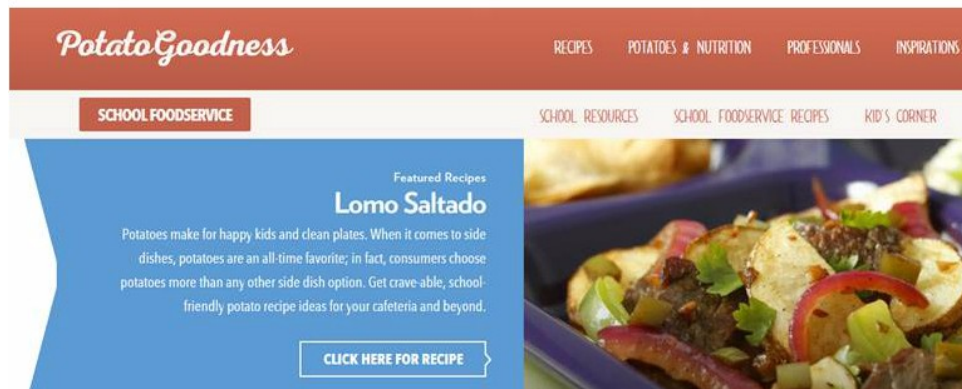 PotatoGoodness
RECIPES POTATOES & NUTRITION PROFESSIONALS INSPIRATIONS
SCHOOL FOODSERVICE
SCHOOL RESOURCES SCHOOL FOODSERVICE RECIPES KID'S CORNER
Featured Recipes
Lomo Saltado
Potatoes make for happy kids and clean plates. When it comes to side
dishes, potatoes are an all-time favorite; in fact, consumers choose
potatoes more than any other side dish option. Get crave-able, school-
friendly potato recipe ideas for your cafeteria and beyond.
CLICK HERE FOR RECIPE